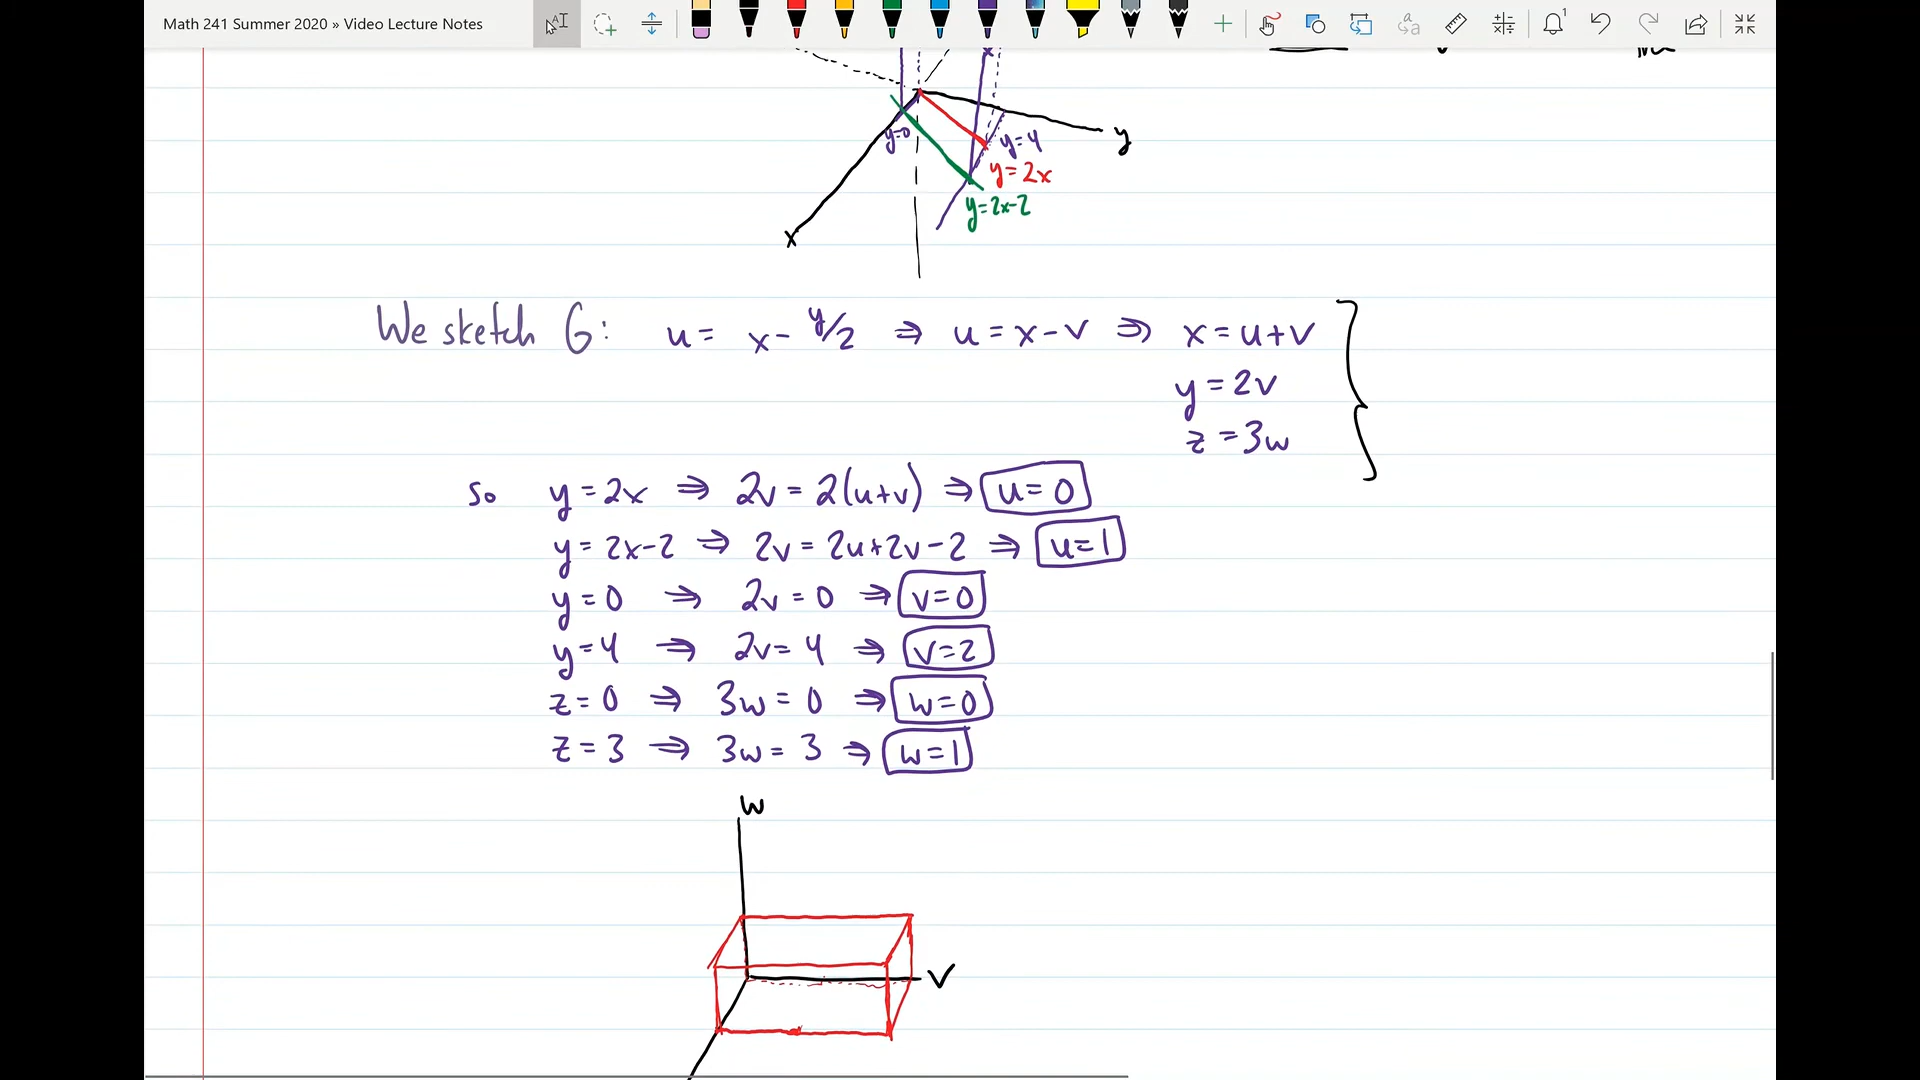 Math 241 Summer 2020 » Video Lecture Notes
y
y=0
y=4
y=2x
y=2x-2
x
We sketch G: u = x - y/2 ⇒ u = x - v ⇒ x = u+v
y = 2v
z = 3w
So y = 2x ⇒ 2v = 2(u+v) ⇒ u = 0
y = 2x-2 ⇒ 2v = 2u+2v-2 ⇒ u=1
y = 0 ⇒ 2v = 0 ⇒ v=0
y = 4 ⇒ 2v = 4 ⇒ v=2
z = 0 ⇒ 3w = 0 ⇒ w=0
z = 3 ⇒ 3w = 3 ⇒ w=1
w
v